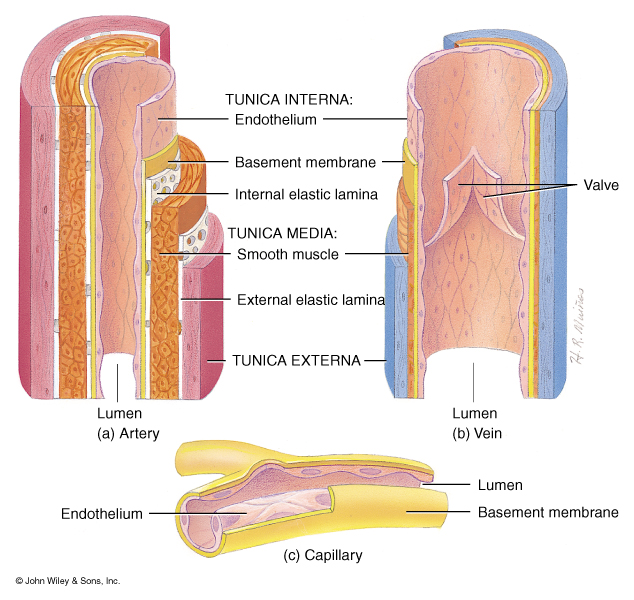 TUNICA INTERNA:
Endothelium
Basement membrane
Internal elastic lamina
Valve
TUNICA MEDIA:
Smooth muscle
External elastic lamina
TUNICA EXTERNA
Lumen
(a) Artery
Lumen
(b) Vein
H. R. Muiños
Lumen
Endothelium
Basement membrane
(c) Capillary
© John Wiley & Sons, Inc.